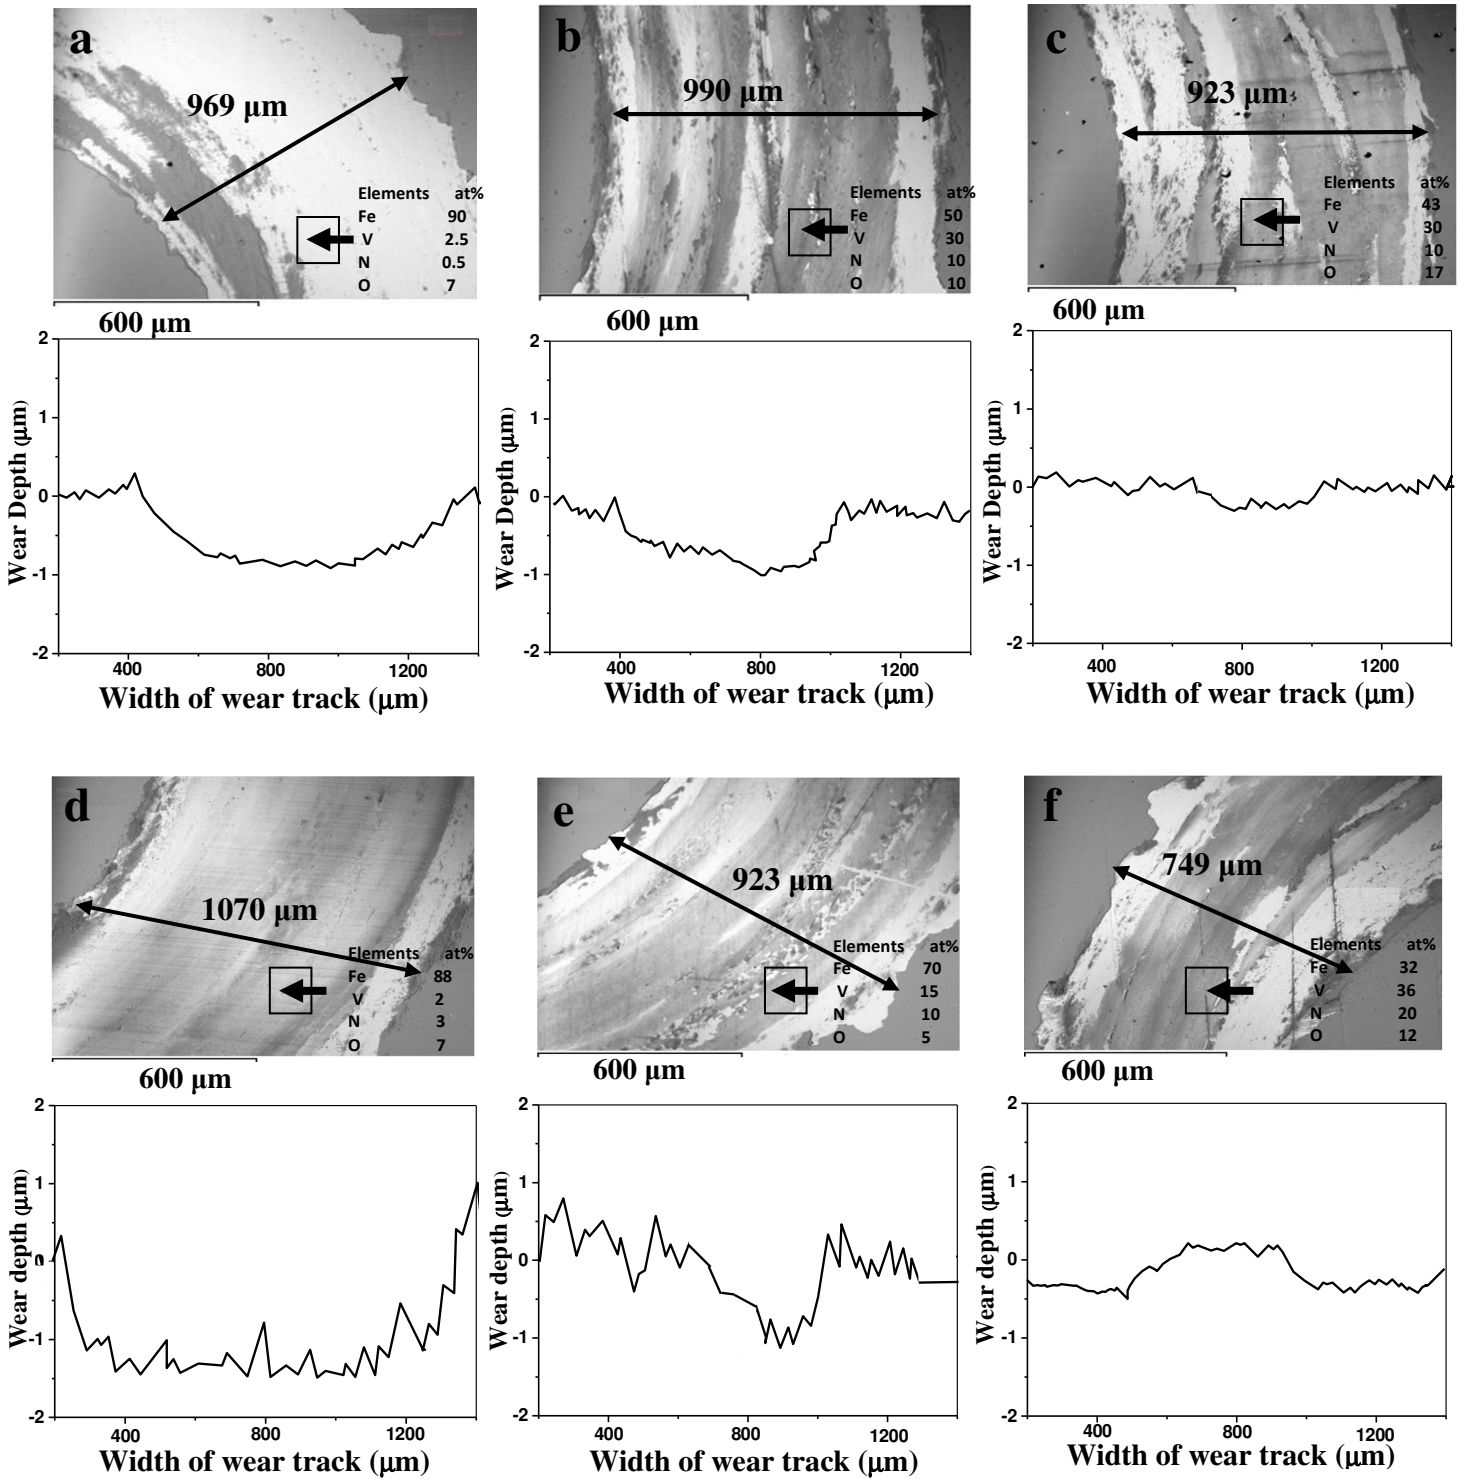 a
969 μm
Elements at%
Fe 90
V 2.5
N 0.5
O 7
600 μm
b
990 μm
Elements at%
Fe 50
V 30
N 10
O 10
600 μm
c
923 μm
Elements at%
Fe 43
V 30
N 10
O 17
600 μm
2
1
0
-1
-2
Wear Depth (μm)
400 800 1200
Width of wear track (μm)
2
1
0
-1
-2
Wear Depth (μm)
400 800 1200
Width of wear track (μm)
2
1
0
-1
-2
Wear Depth (μm)
400 800 1200
Width of wear track (μm)
d
1070 μm
Elements at%
Fe 88
V 2
N 3
O 7
600 μm
e
923 μm
Elements at%
Fe 70
V 15
N 10
O 5
600 μm
f
749 μm
Elements at%
Fe 32
V 36
N 20
O 12
600 μm
2
1
0
-1
-2
Wear depth (μm)
400 800 1200
Width of wear track (μm)
2
1
0
-1
-2
Wear depth (μm)
400 800 1200
Width of wear track (μm)
2
1
0
-1
-2
Wear depth (μm)
400 800 1200
Width of wear track (μm)